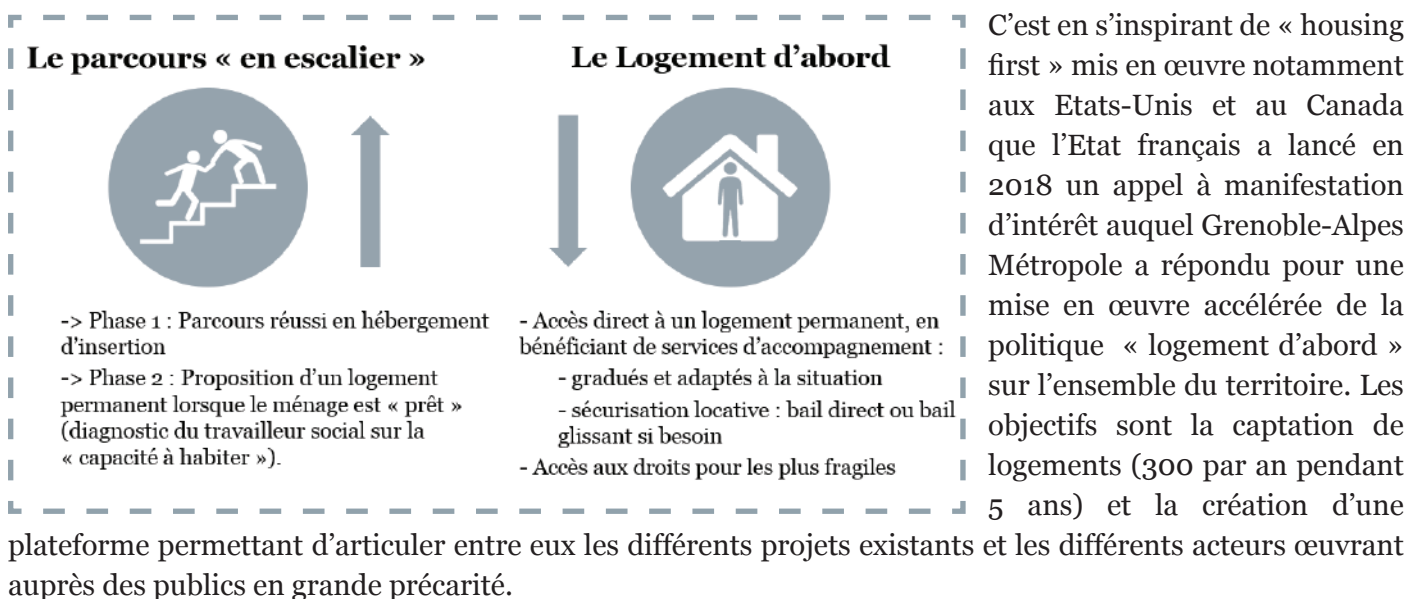 Le parcours « en escalier »
-> Phase 1 : Parcours réussi en hébergement
d’insertion
-> Phase 2 : Proposition d’un logement
permanent lorsque le ménage est « prêt »
(diagnostic du travailleur social sur la
« capacité à habiter »).
Le Logement d’abord
- Accès direct à un logement permanent, en
bénéficiant de services d’accompagnement :
- gradués et adaptés à la situation
- sécurisation locative : bail direct ou bail
glissant si besoin
- Accès aux droits pour les plus fragiles
C’est en s’inspirant de « housing
first » mis en œuvre notamment
aux Etats-Unis et au Canada
que l’Etat français a lancé en
2018 un appel à manifestation
d’intérêt auquel Grenoble-Alpes
Métropole a répondu pour une
mise en œuvre accélérée de la
politique « logement d’abord »
sur l’ensemble du territoire. Les
objectifs sont la captation de
logements (300 par an pendant
5 ans) et la création d’une
plateforme permettant d’articuler entre eux les différents projets existants et les différents acteurs œuvrant
auprès des publics en grande précarité.